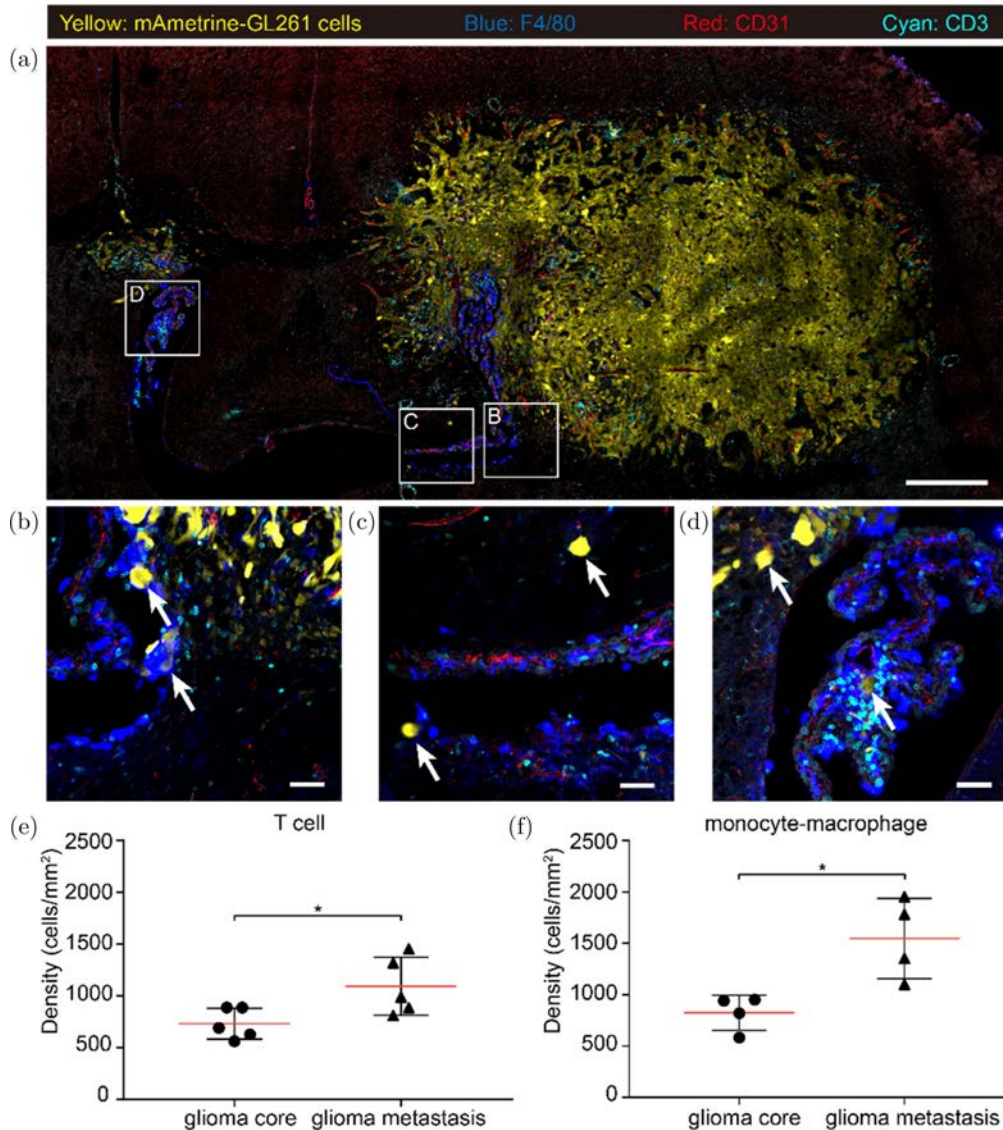 Yellow: mAmetrine-GL261 cells Blue: F4/80 Red: CD31 Cyan: CD3
(a)
D
C
B
(b) (c) (d)
(e) T cell
Density (cells/mm²)
2500
2000
1500
1000
500
0
*
glioma core glioma metastasis
(f) monocyte-macrophage
Density (cells/mm²)
2500
2000
1500
1000
500
0
*
glioma core glioma metastasis